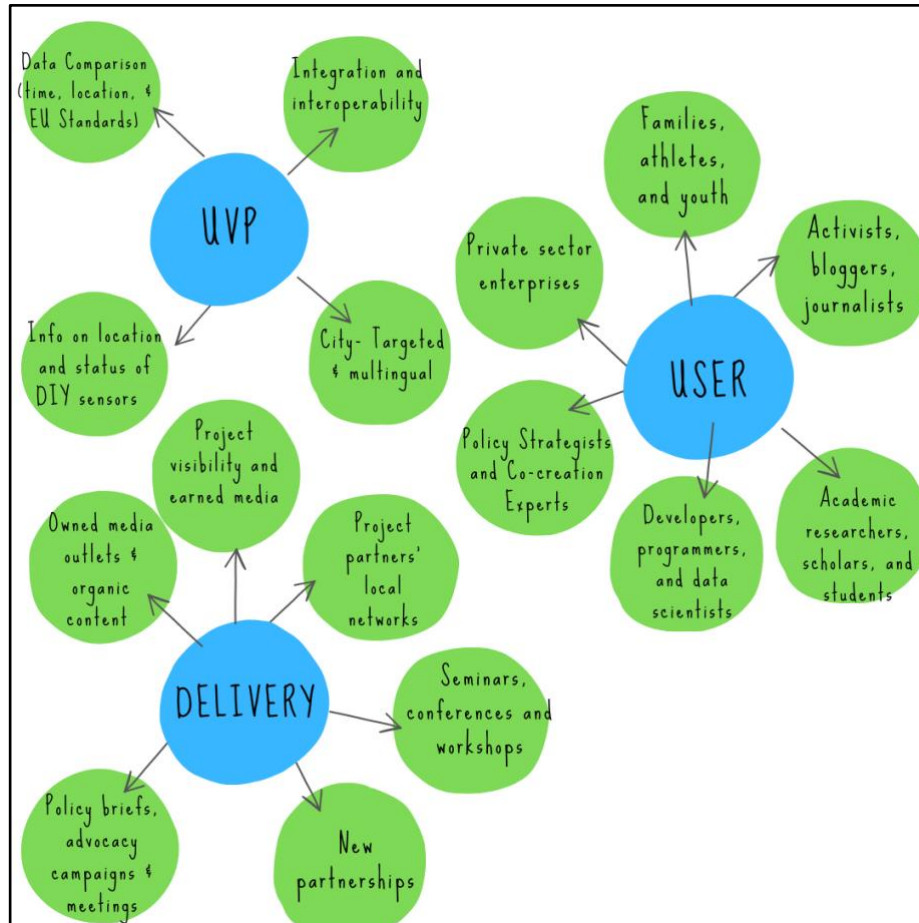 Data Comparison
(time, location, &
EU Standards)
Integration and
interoperability
UVP
Info on location
and status of
DIY sensors
City- Targeted
& multingual
Families,
athletes,
and youth
Private sector
enterprises
Activists,
bloggers,
journalists
USER
Policy Strategists
and Co-creation
Experts
Developers,
programmers,
and data
scientists
Academic
researchers,
scholars, and
students
Project
visibility and
earned media
Owned media
outlets &
organic
content
Project
partners'
local
networks
DELIVERY
Seminars,
conferences and
workshops
Policy briefs,
advocacy
campaigns &
meetings
New
partnerships